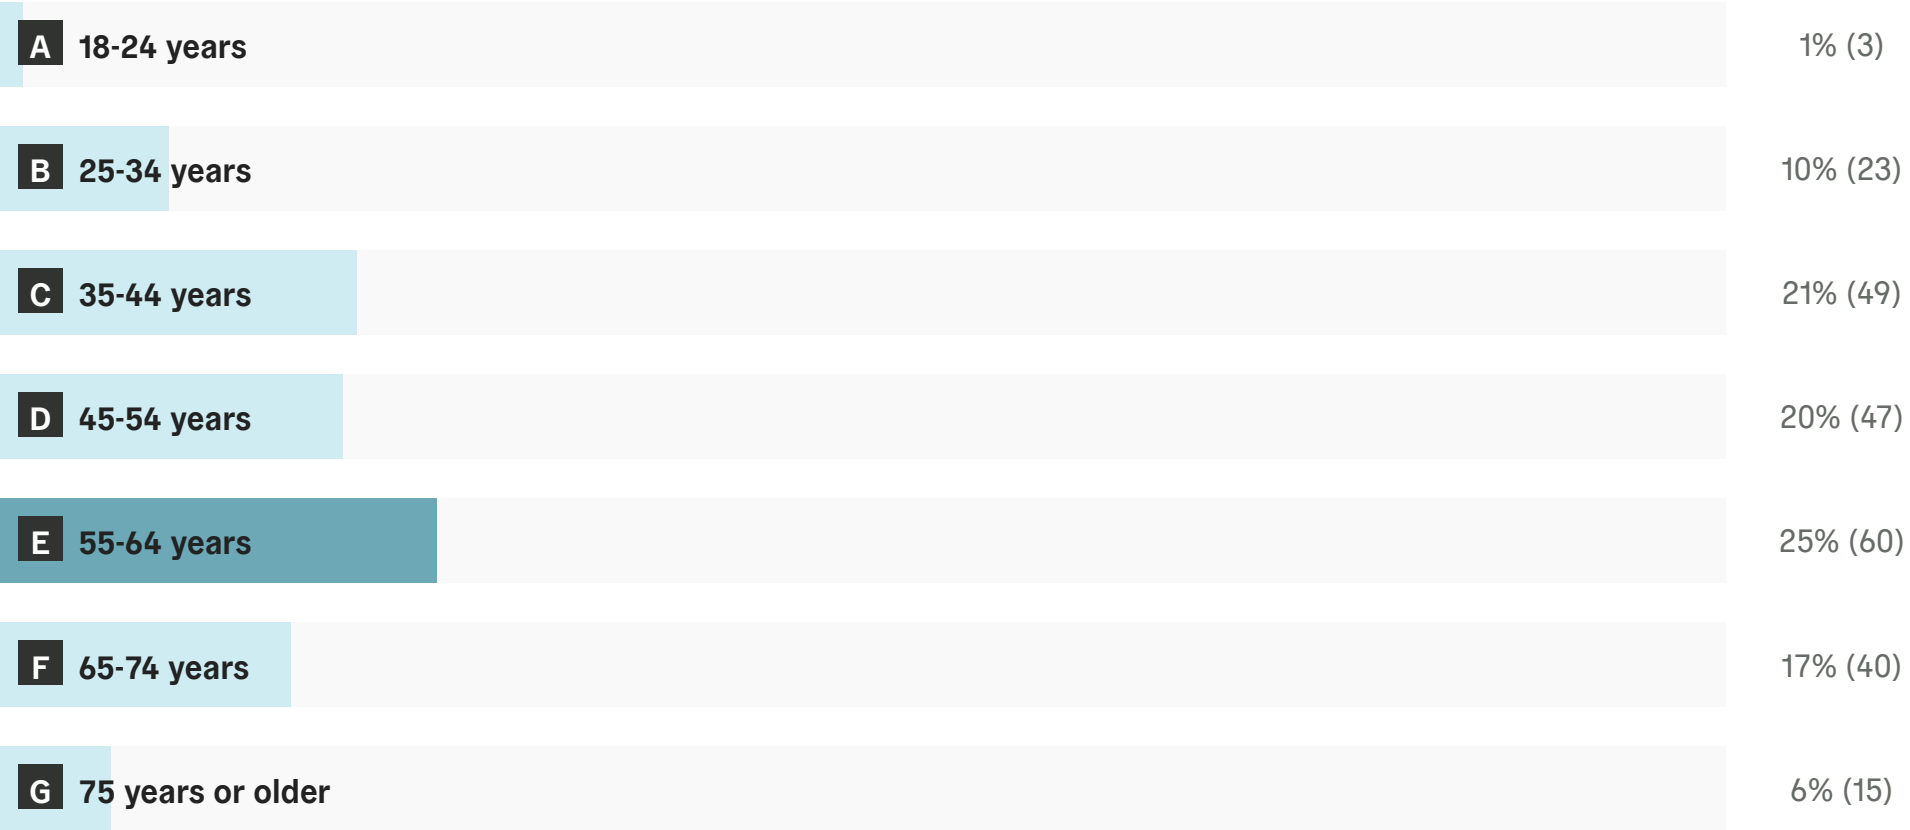 A 18-24 years 1% (3)
B 25-34 years 10% (23)
C 35-44 years 21% (49)
D 45-54 years 20% (47)
E 55-64 years 25% (60)
F 65-74 years 17% (40)
G 75 years or older 6% (15)